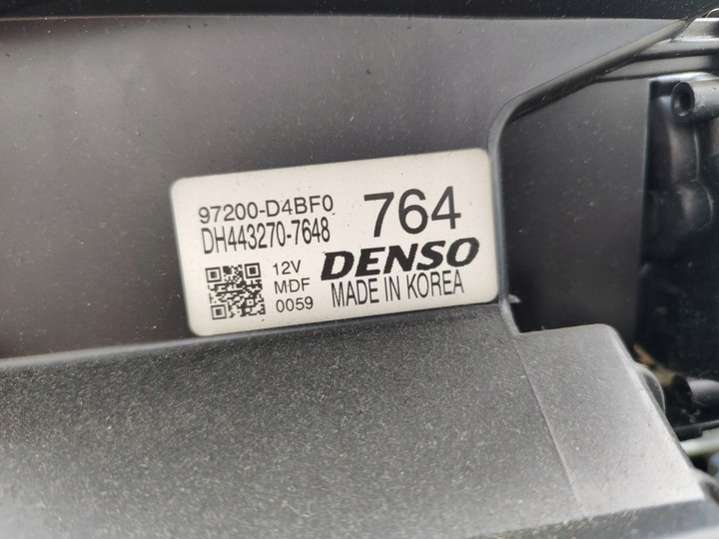 97200-D4BF0
764
DH443270-7648
12V
MDF
0059
DENSO
MADE IN KOREA